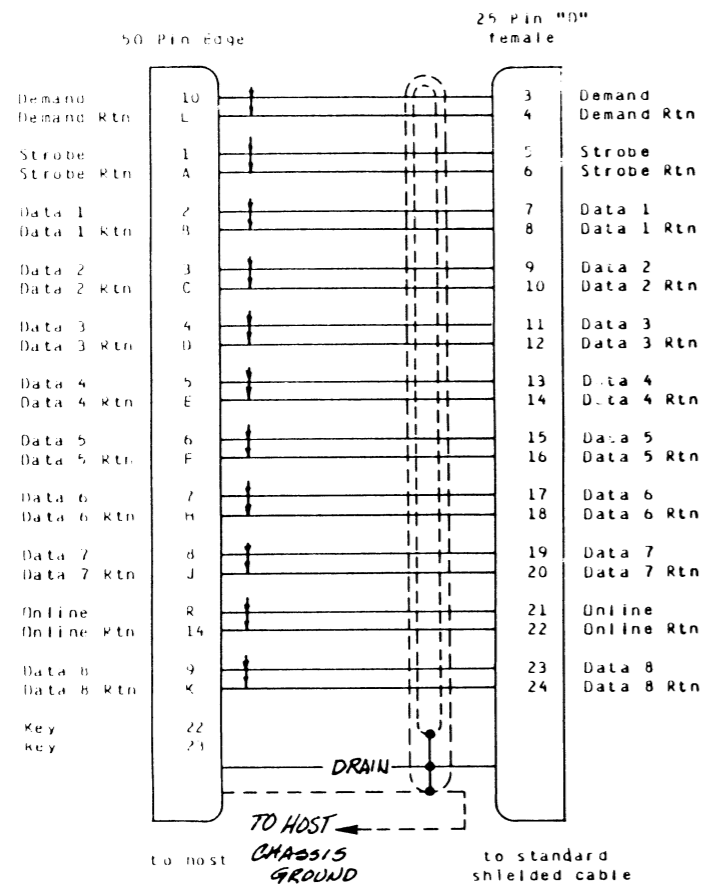 25 Pin "D"
50 Pin Edge female
Demand 10 3 Demand
Demand Rtn L 4 Demand Rtn
Strobe 1 5 Strobe
Strobe Rtn A 6 Strobe Rtn
Data 1 2 7 Data 1
Data 1 Rtn B 8 Data 1 Rtn
Data 2 3 9 Data 2
Data 2 Rtn C 10 Data 2 Rtn
Data 3 4 11 Data 3
Data 3 Rtn D 12 Data 3 Rtn
Data 4 5 13 Data 4
Data 4 Rtn E 14 Data 4 Rtn
Data 5 6 15 Data 5
Data 5 Rtn F 16 Data 5 Rtn
Data 6 7 17 Data 6
Data 6 Rtn H 18 Data 6 Rtn
Data 7 8 19 Data 7
Data 7 Rtn J 20 Data 7 Rtn
Online R 21 Online
Online Rtn 14 22 Online Rtn
Data 8 9 23 Data 8
Data 8 Rtn K 24 Data 8 Rtn
Key 22
Key 23
DRAIN
TO HOST
CHASSIS
GROUND
to host
to standard
shielded cable